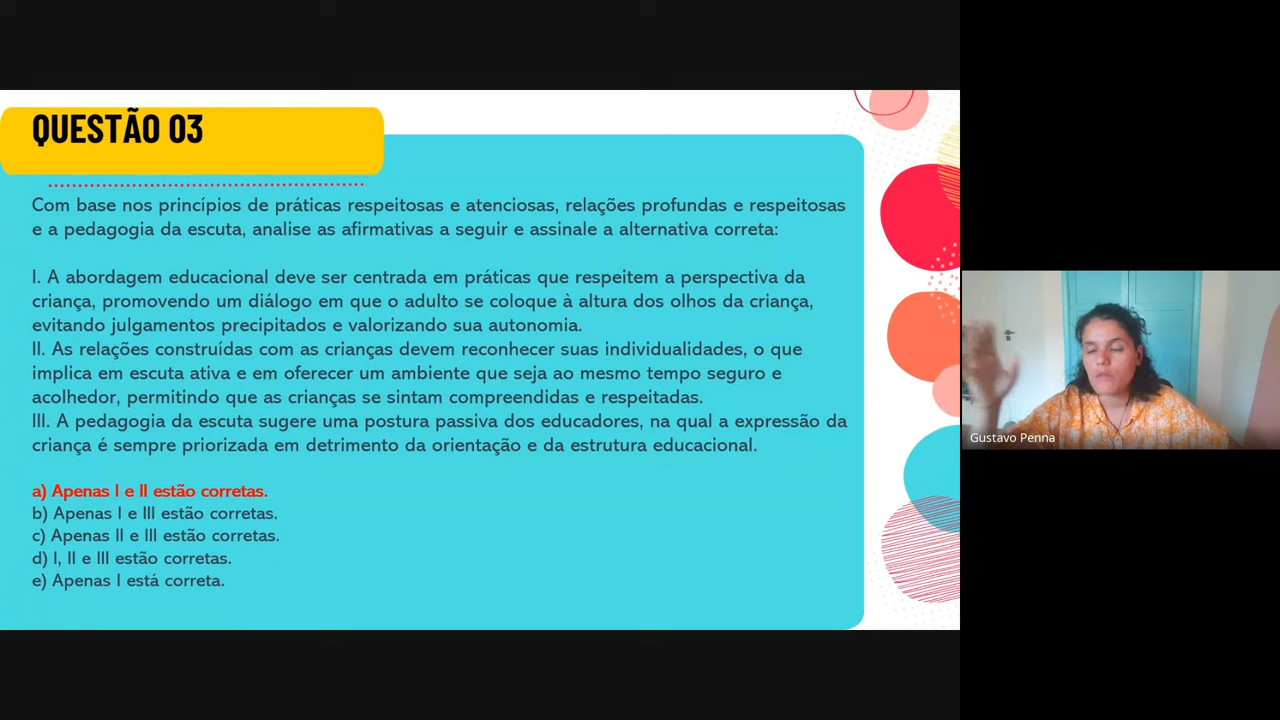 QUESTÃO 03
Com base nos princípios de práticas respeitosas e atenciosas, relações profundas e respeitosas
e a pedagogia da escuta, analise as afirmativas a seguir e assinale a alternativa correta:
I. A abordagem educacional deve ser centrada em práticas que respeitem a perspectiva da
criança, promovendo um diálogo em que o adulto se coloque à altura dos olhos da criança,
evitando julgamentos precipitados e valorizando sua autonomia.
II. As relações construídas com as crianças devem reconhecer suas individualidades, o que
implica em escuta ativa e em oferecer um ambiente que seja ao mesmo tempo seguro e
acolhedor, permitindo que as crianças se sintam compreendidas e respeitadas.
III. A pedagogia da escuta sugere uma postura passiva dos educadores, na qual a expressão da
criança é sempre priorizada em detrimento da orientação e da estrutura educacional.
a) Apenas I e II estão corretas.
b) Apenas I e III estão corretas.
c) Apenas II e III estão corretas.
d) I, II e III estão corretas.
e) Apenas I está correta.
Gustavo Penna